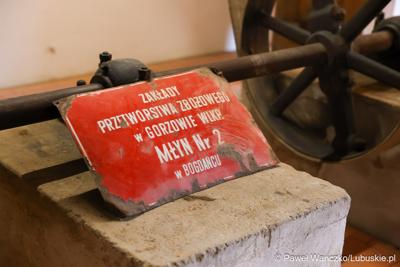 ZAKŁADY
PRZETWÓRSTWA ZBOŻOWEGO
w GORZOWIE WLKP.
MŁYN Nr 2
w BOGDAŃCU
© Paweł Wańczko/Lubuskie.pl